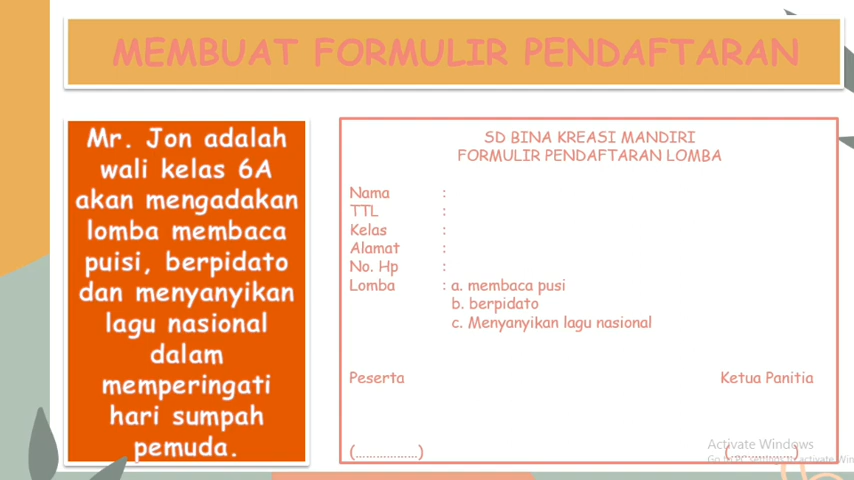 MEMBUAT FORMULIR PENDAFTARAN
Mr. Jon adalah
wali kelas 6A
akan mengadakan
lomba membaca
puisi, berpidato
dan menyanyikan
lagu nasional
dalam
memperingati
hari sumpah
pemuda.
SD BINA KREASI MANDIRI
FORMULIR PENDAFTARAN LOMBA
Nama :
TTL :
Kelas :
Alamat :
No. Hp :
Lomba : a. membaca pusi
b. berpidato
c. Menyanyikan lagu nasional
Peserta Ketua Panitia
Activate Windows
(................) (................)